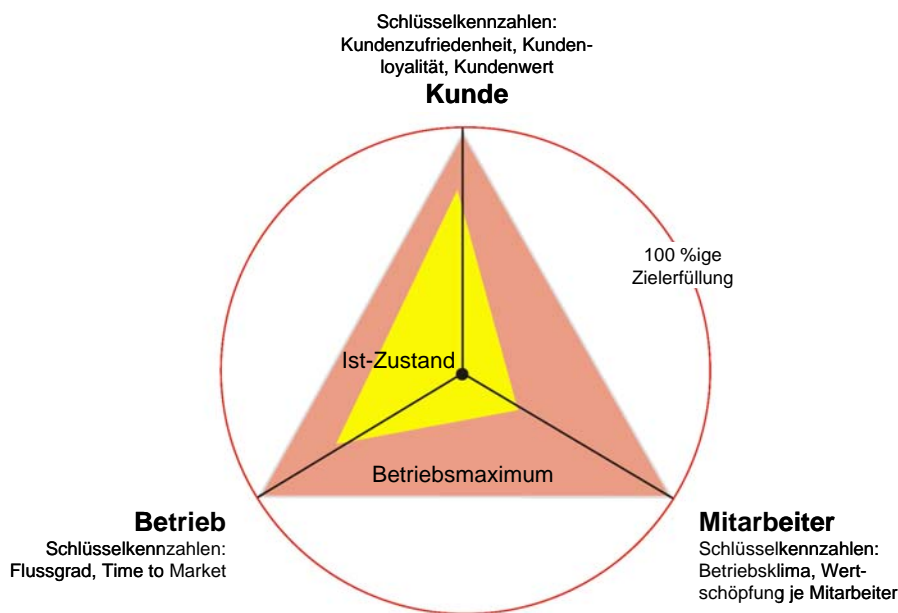 Schlüsselkennzahlen:
Kundenzufriedenheit, Kunden-
loyalität, Kundenwert
Kunde
100 %ige
Zielerfüllung
Ist-Zustand
Betriebsmaximum
Betrieb
Schlüsselkennzahlen:
Flussgrad, Time to Market
Mitarbeiter
Schlüsselkennzahlen:
Betriebsklima, Wert-
schöpfung je Mitarbeiter